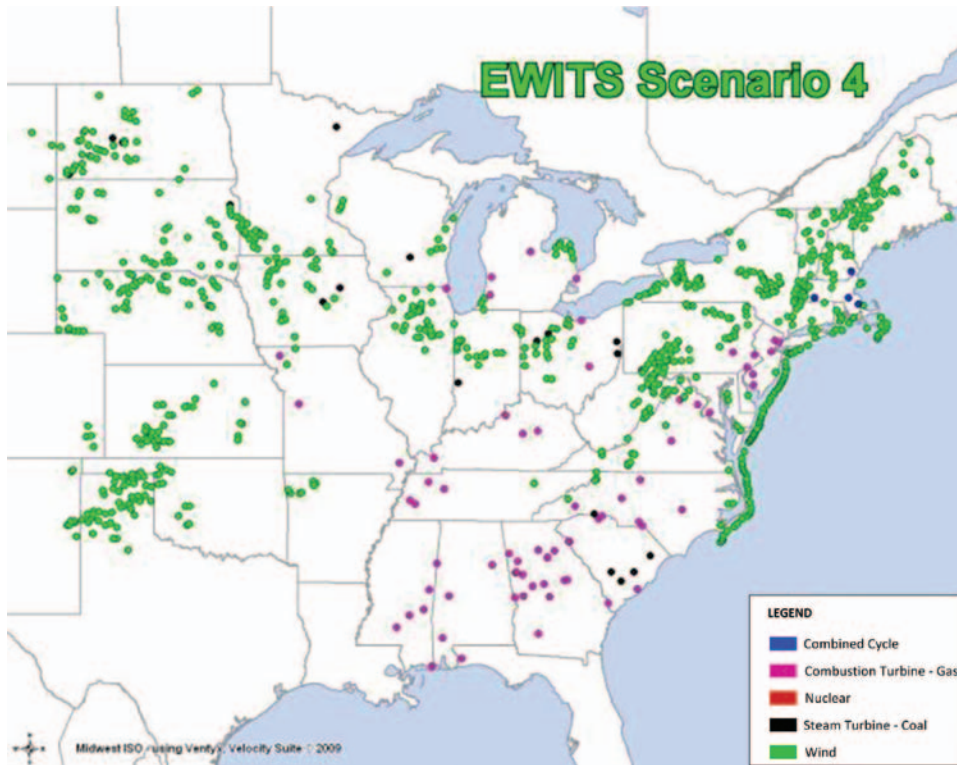 EWITS Scenario 4
LEGEND
Combined Cycle
Combustion Turbine - Gas
Nuclear
Steam Turbine - Coal
Wind
Midwest ISO using Ventyx, Velocity Suite © 2009